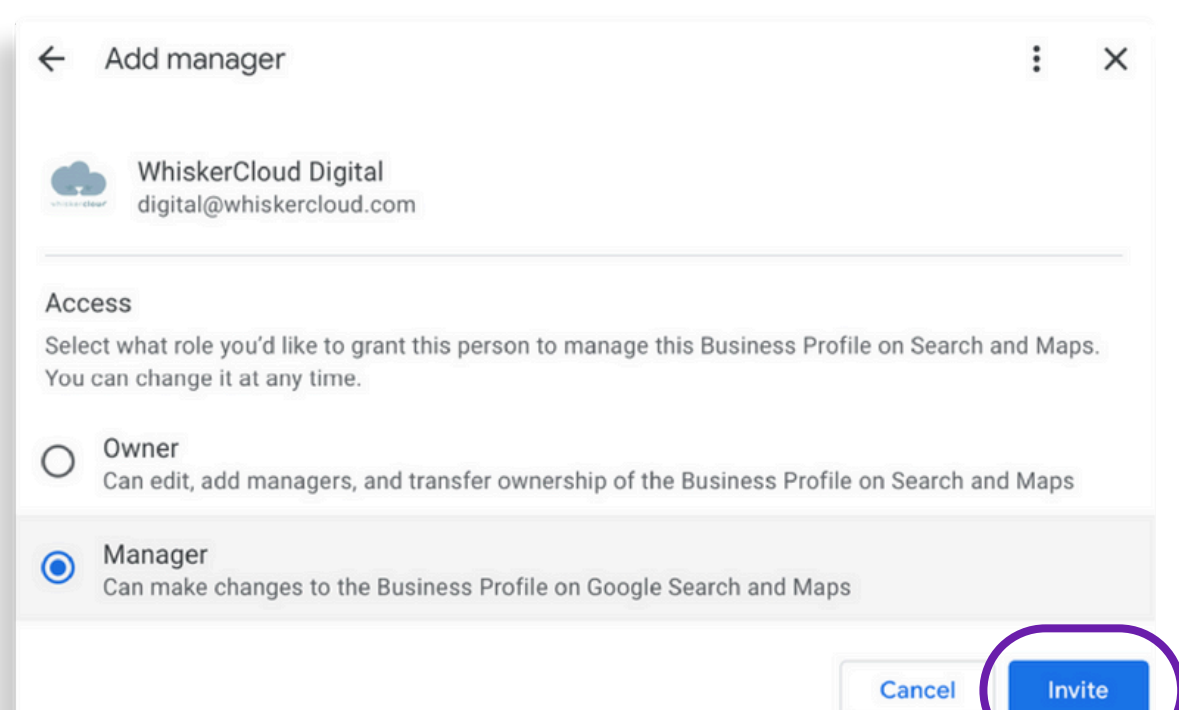 Add manager
WhiskerCloud Digital
whiskercloud
digital@whiskercloud.com
Access
Select what role you'd like to grant this person to manage this Business Profile on Search and Maps.
You can change it at any time.
Owner
Can edit, add managers, and transfer ownership of the Business Profile on Search and Maps
Manager
Can make changes to the Business Profile on Google Search and Maps
Cancel
Invite